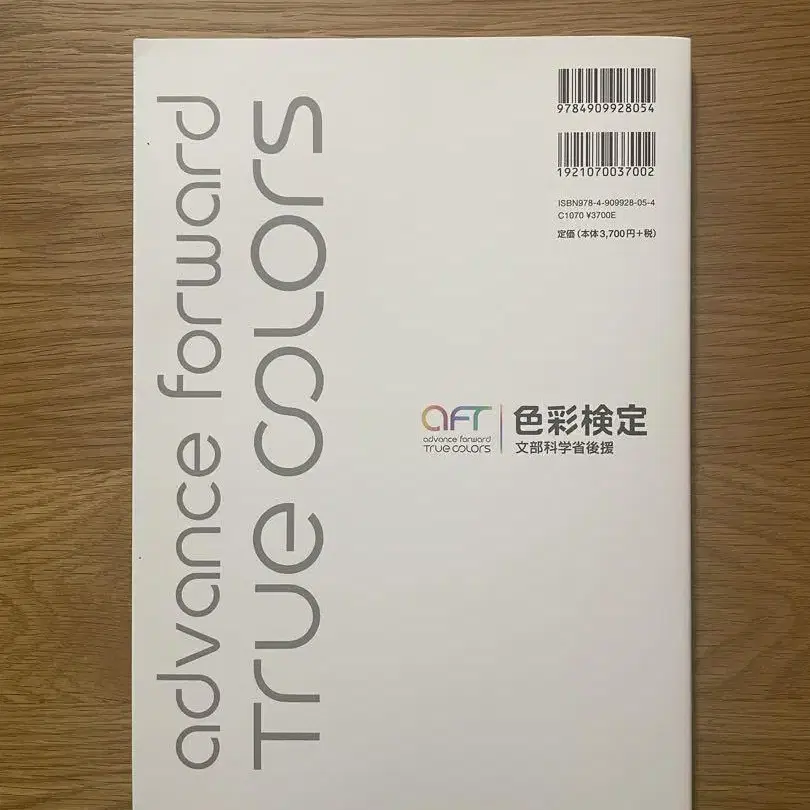 advance forward
True colors
9784909928054
1921070037002
ISBN978-4-909928-05-4
C1070 ¥3700E
定価(本体3,700円+税)
aFT
advance forward
True colors
色彩検定
文部科学省後援